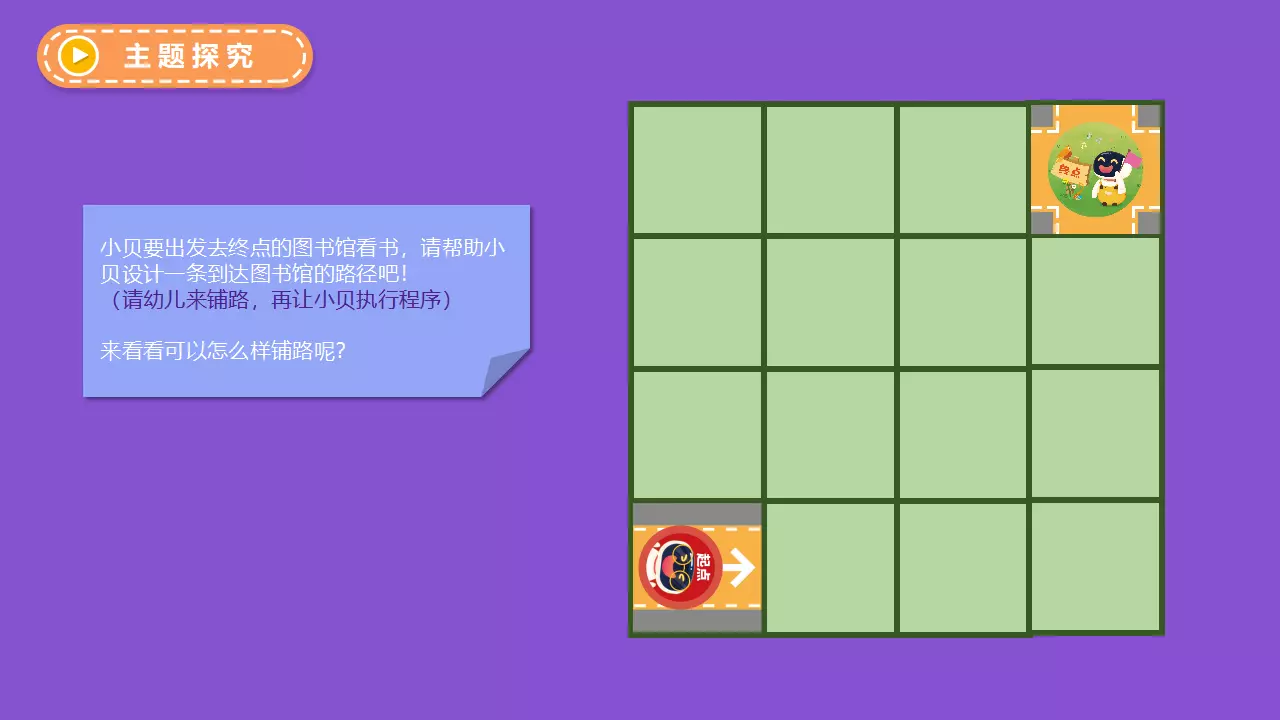 主题探究
小贝要出发去终点的图书馆看书，请帮助小
贝设计一条到达图书馆的路径吧！
（请幼儿来铺路，再让小贝执行程序）
来看看可以怎么样铺路呢？
终点
起点